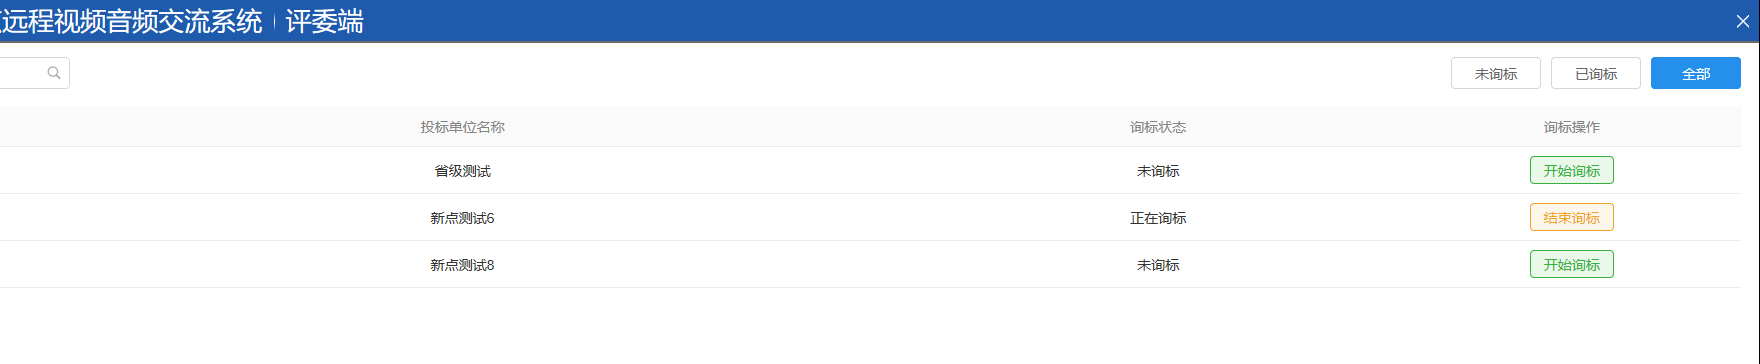 远程视频音频交流系统 | 评委端
未询标 已询标 全部
投标单位名称 询标状态 询标操作
省级测试 未询标 开始询标
新点测试6 正在询标 结束询标
新点测试8 未询标 开始询标